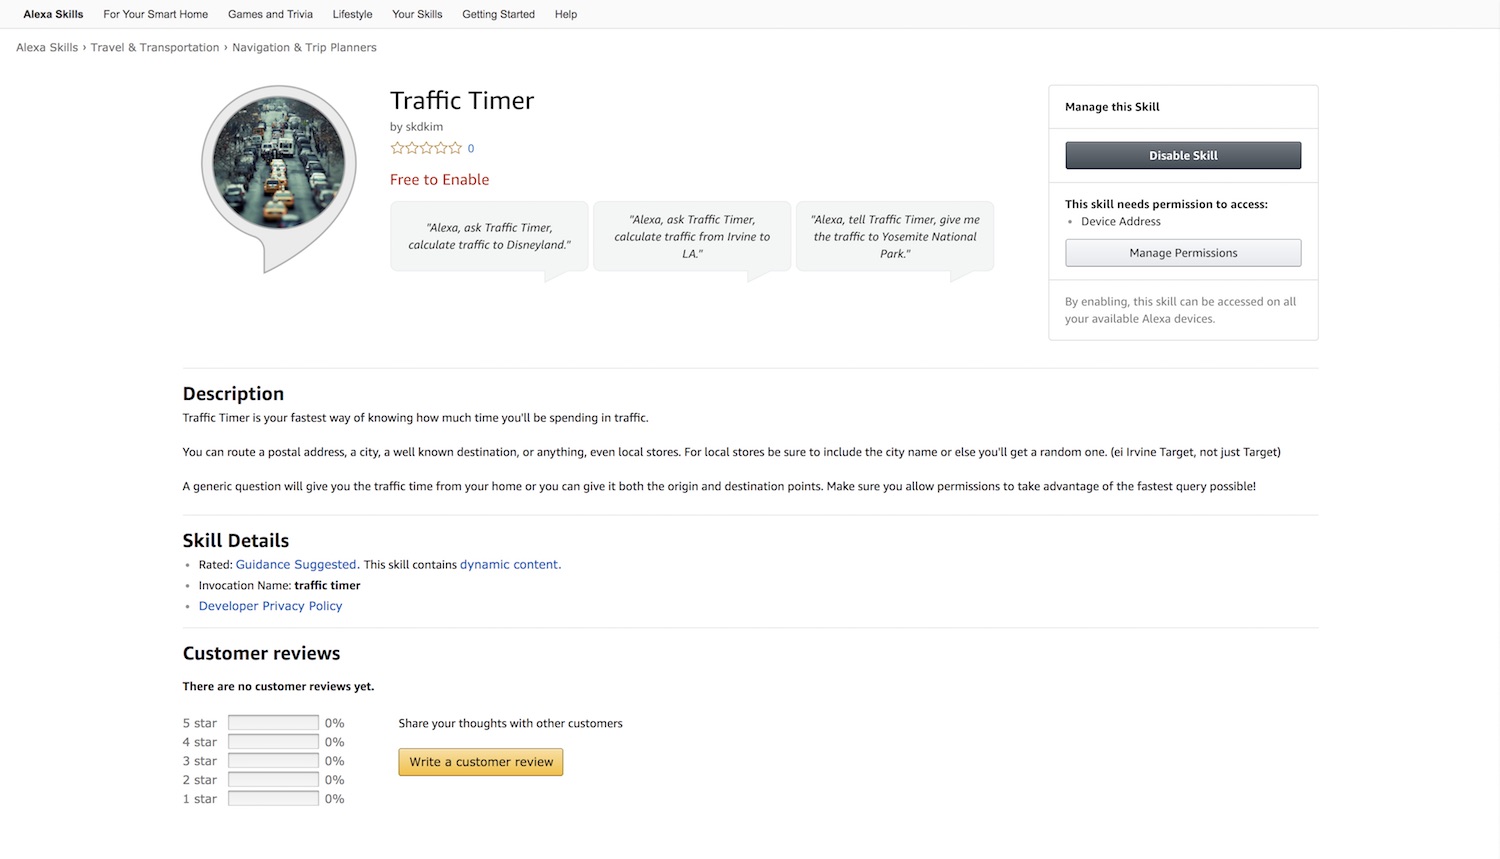 Alexa Skills For Your Smart Home Games and Trivia Lifestyle Your Skills Getting Started Help
Alexa Skills › Travel & Transportation › Navigation & Trip Planners
Traffic Timer
by skdkim
0
Free to Enable
"Alexa, ask Traffic Timer,
calculate traffic to Disneyland."
"Alexa, ask Traffic Timer,
calculate traffic from Irvine to
LA."
"Alexa, tell Traffic Timer, give me
the traffic to Yosemite National
Park."
Manage this Skill
Disable Skill
This skill needs permission to access:
• Device Address
Manage Permissions
By enabling, this skill can be accessed on all
your available Alexa devices.
Description
Traffic Timer is your fastest way of knowing how much time you'll be spending in traffic.
You can route a postal address, a city, a well known destination, or anything, even local stores. For local stores be sure to include the city name or else you'll get a random one. (ei Irvine Target, not just Target)
A generic question will give you the traffic time from your home or you can give it both the origin and destination points. Make sure you allow permissions to take advantage of the fastest query possible!
Skill Details
• Rated: Guidance Suggested. This skill contains dynamic content.
• Invocation Name: traffic timer
• Developer Privacy Policy
Customer reviews
There are no customer reviews yet.
5 star 0%
4 star 0%
3 star 0%
2 star 0%
1 star 0%
Share your thoughts with other customers
Write a customer review